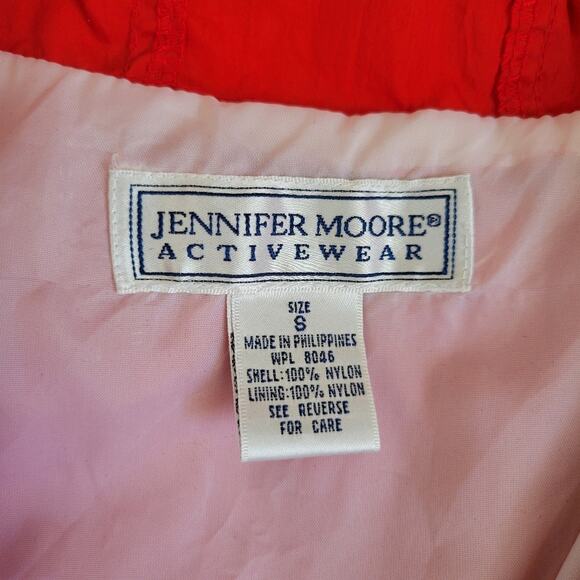 JENNIFER MOORE®
ACTIVEWEAR
SIZE
S
MADE IN PHILIPPINES
WPL 8046
SHELL:100% NYLON
LINING:100% NYLON
SEE REVERSE
FOR CARE